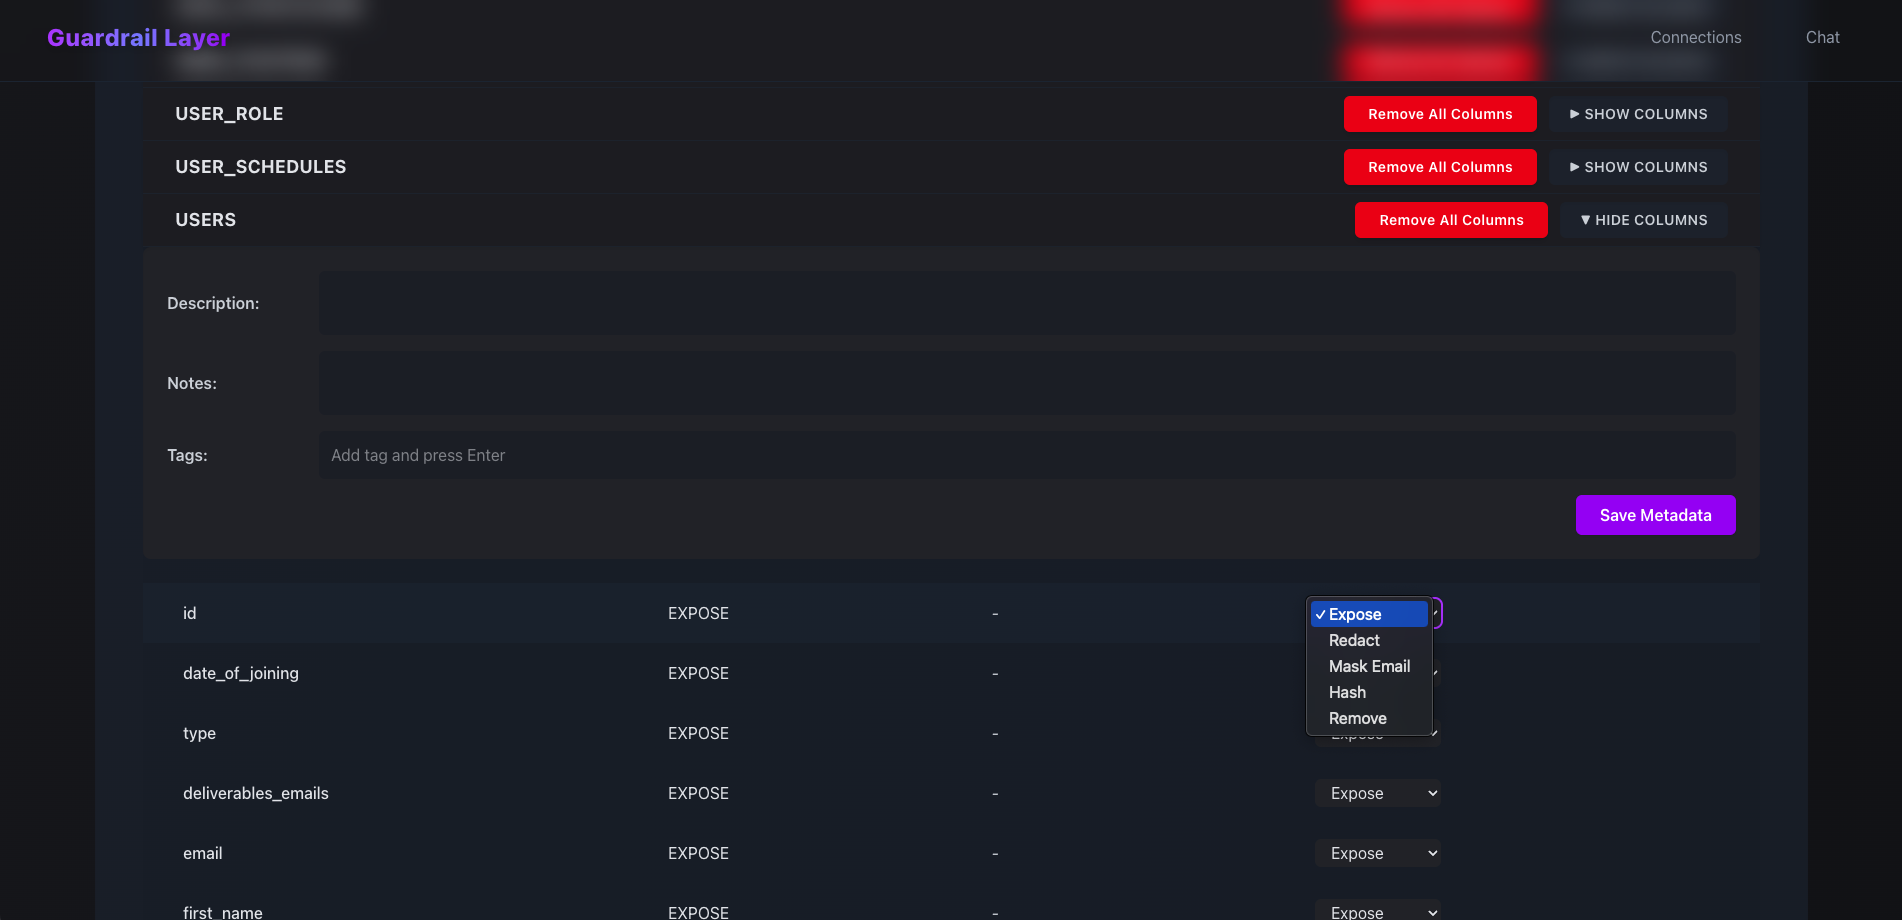 Guardrail Layer Connections Chat
USER_ROLE Remove All Columns ▶ SHOW COLUMNS
USER_SCHEDULES Remove All Columns ▶ SHOW COLUMNS
USERS Remove All Columns ▼ HIDE COLUMNS
Description:
Notes:
Tags: Add tag and press Enter
Save Metadata
id EXPOSE - ✓ Expose
Redact
Mask Email
Hash
Remove
date_of_joining EXPOSE -
type EXPOSE - Expose
deliverables_emails EXPOSE - Expose
email EXPOSE - Expose
first_name EXPOSE - Expose